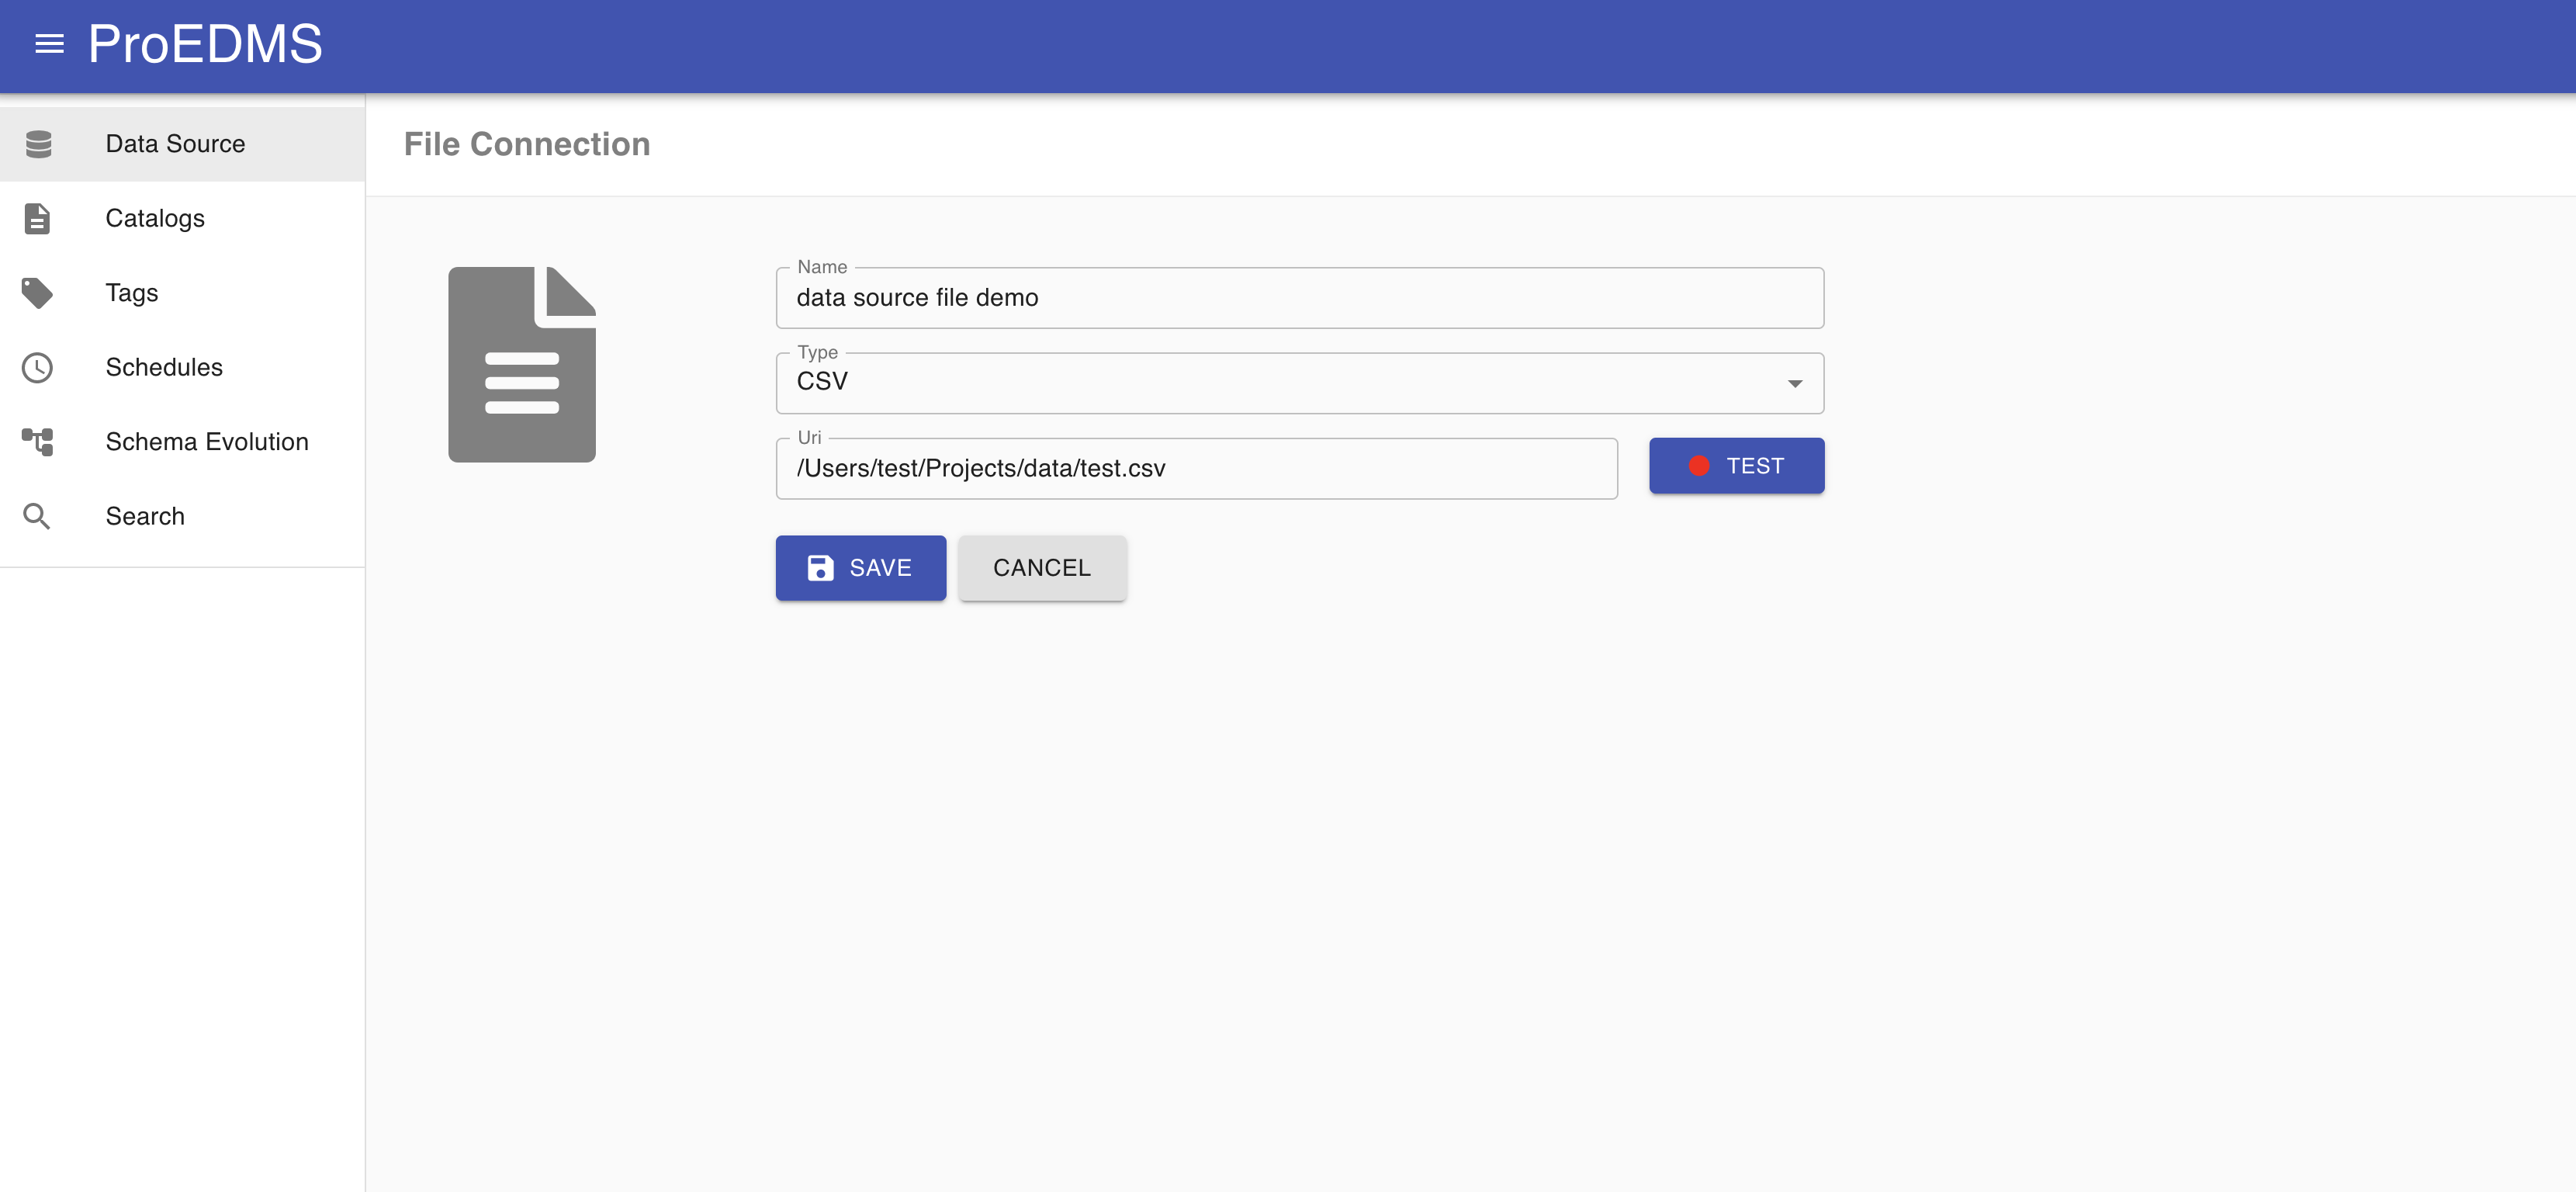 ProEDMS
Data Source
Catalogs
Tags
Schedules
Schema Evolution
Search
File Connection
Name
data source file demo
Type
CSV
Uri
/Users/test/Projects/data/test.csv
TEST
SAVE
CANCEL